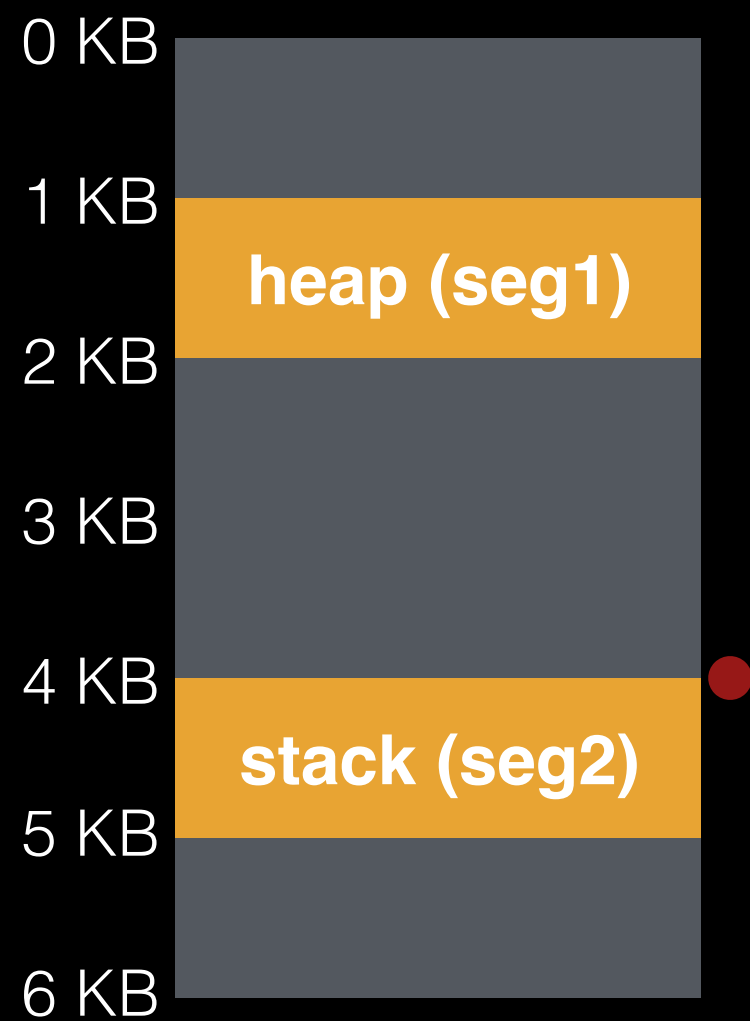 0 KB
1 KB
heap (seg1)
2 KB
3 KB
4 KB
stack (seg2)
5 KB
6 KB